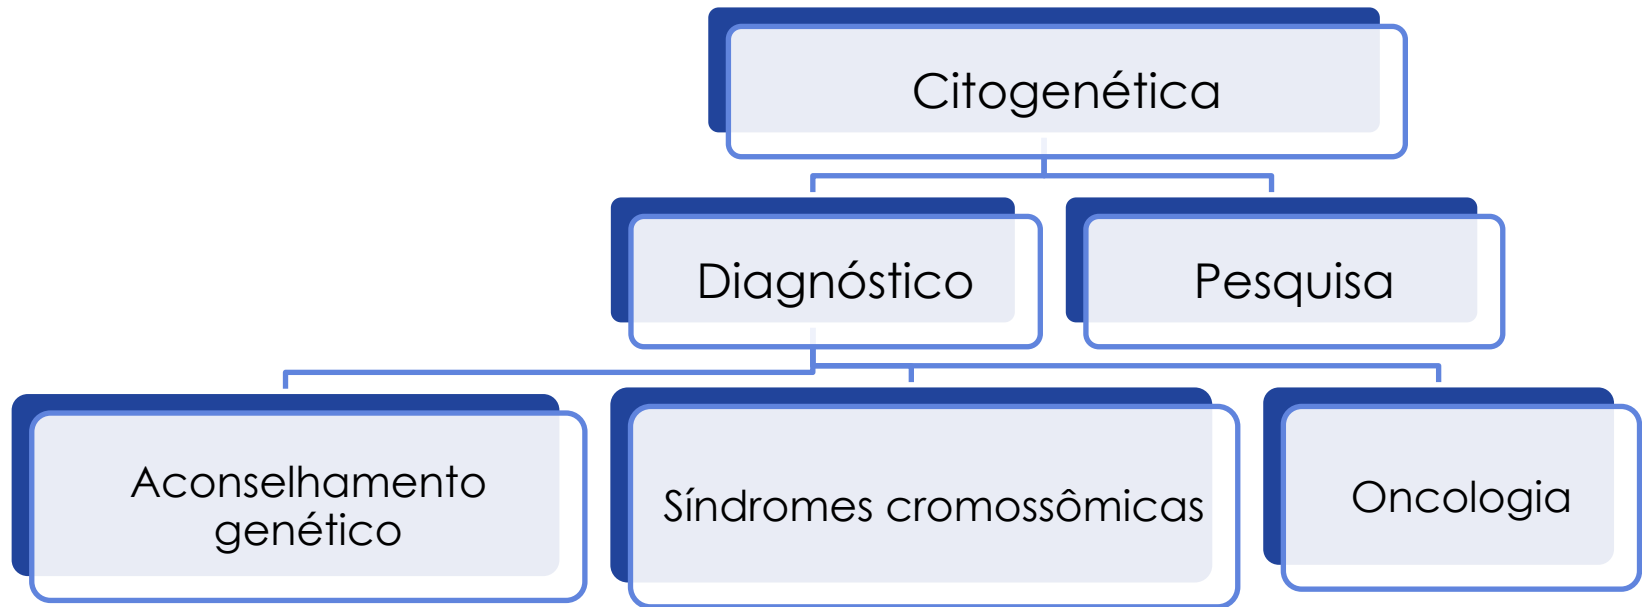 Citogenética
Diagnóstico
Pesquisa
Aconselhamento
genético
Síndromes cromossômicas
Oncologia